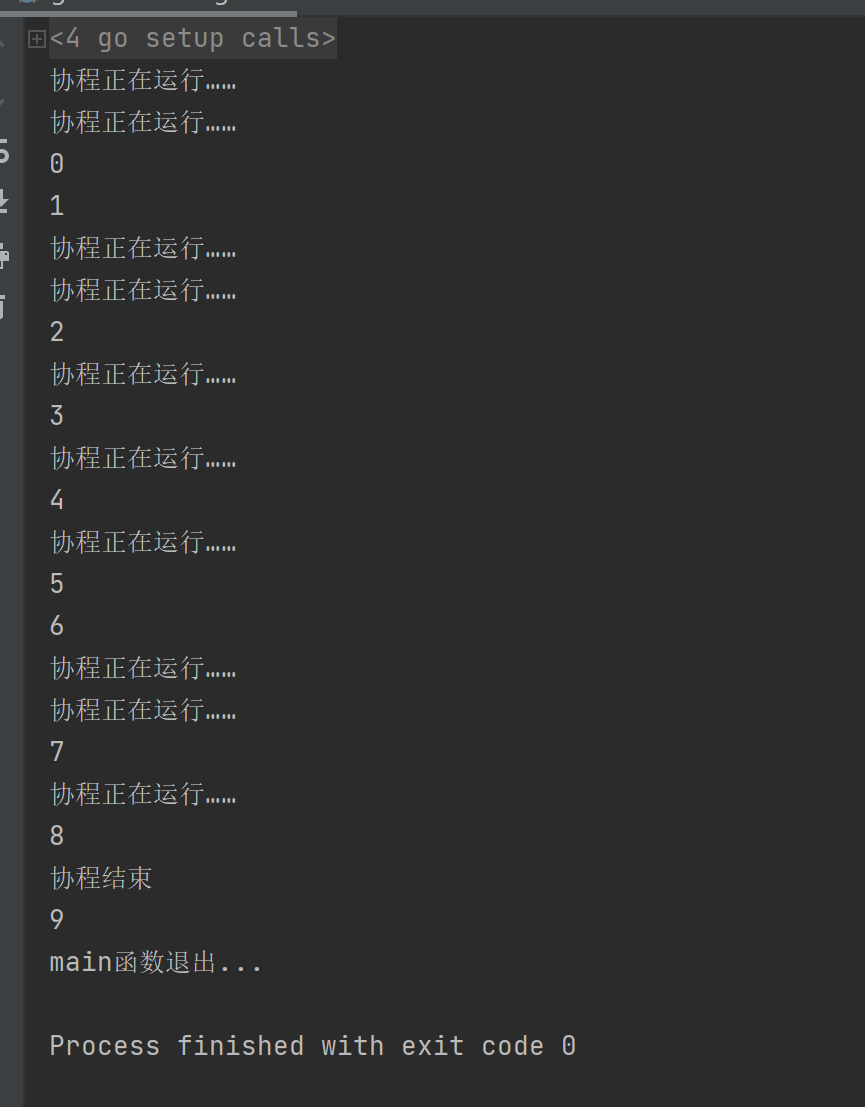 <4 go setup calls>
协程正在运行……
协程正在运行……
0
1
协程正在运行……
协程正在运行……
2
协程正在运行……
3
协程正在运行……
4
协程正在运行……
5
6
协程正在运行……
协程正在运行……
7
协程正在运行……
8
协程结束
9
main函数退出...
Process finished with exit code 0